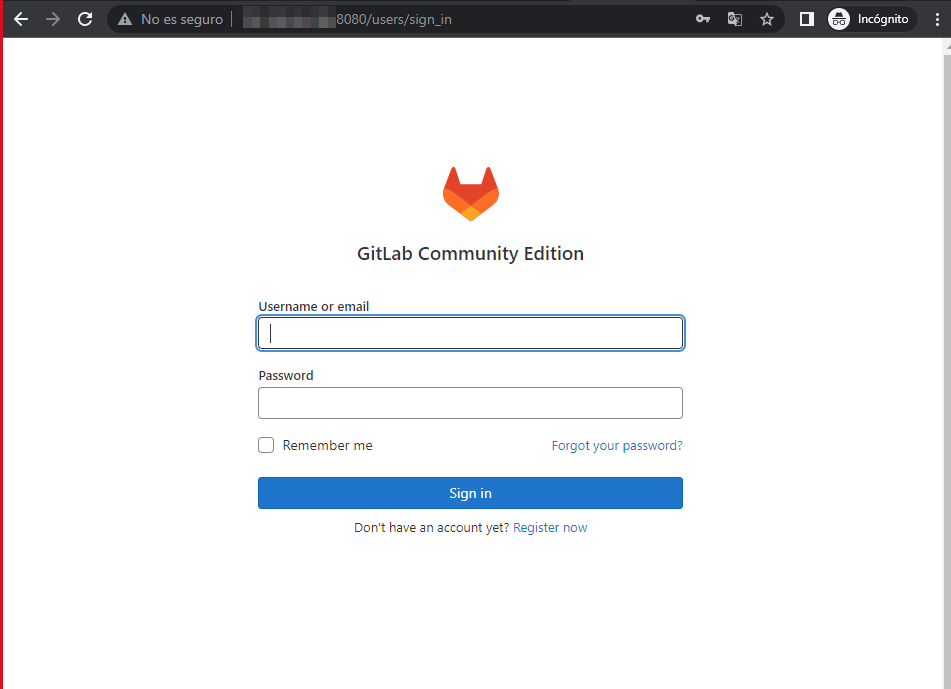 No es seguro 8080/users/sign_in Incógnito
GitLab Community Edition
Username or email
Password
Remember me Forgot your password?
Sign in
Don't have an account yet? Register now